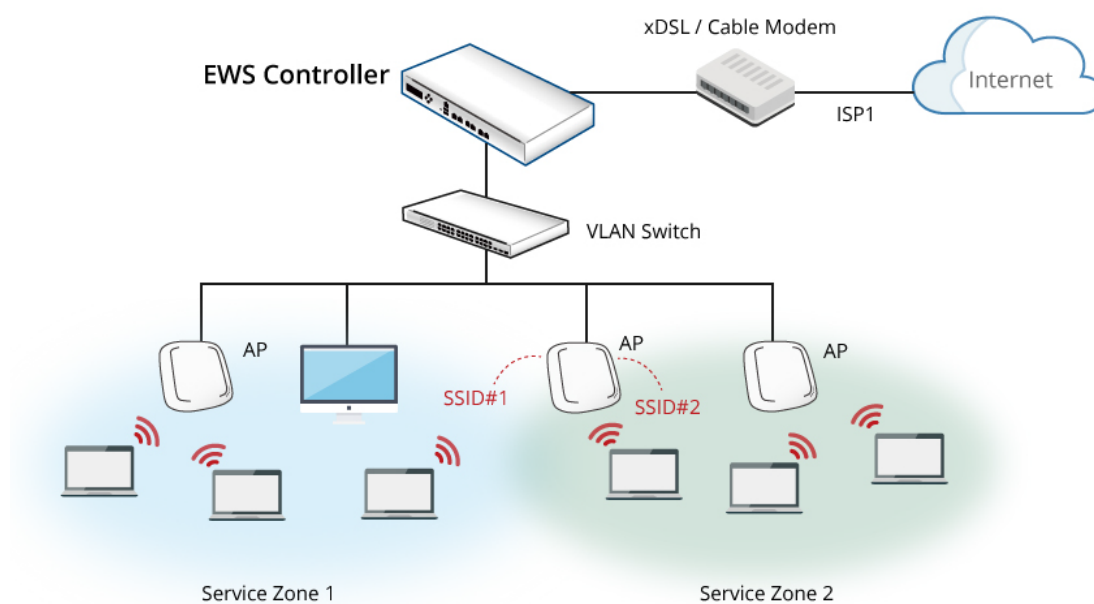 xDSL / Cable Modem
EWS Controller
Internet
ISP1
VLAN Switch
AP
AP
AP
SSID#1
SSID#2
Service Zone 1
Service Zone 2